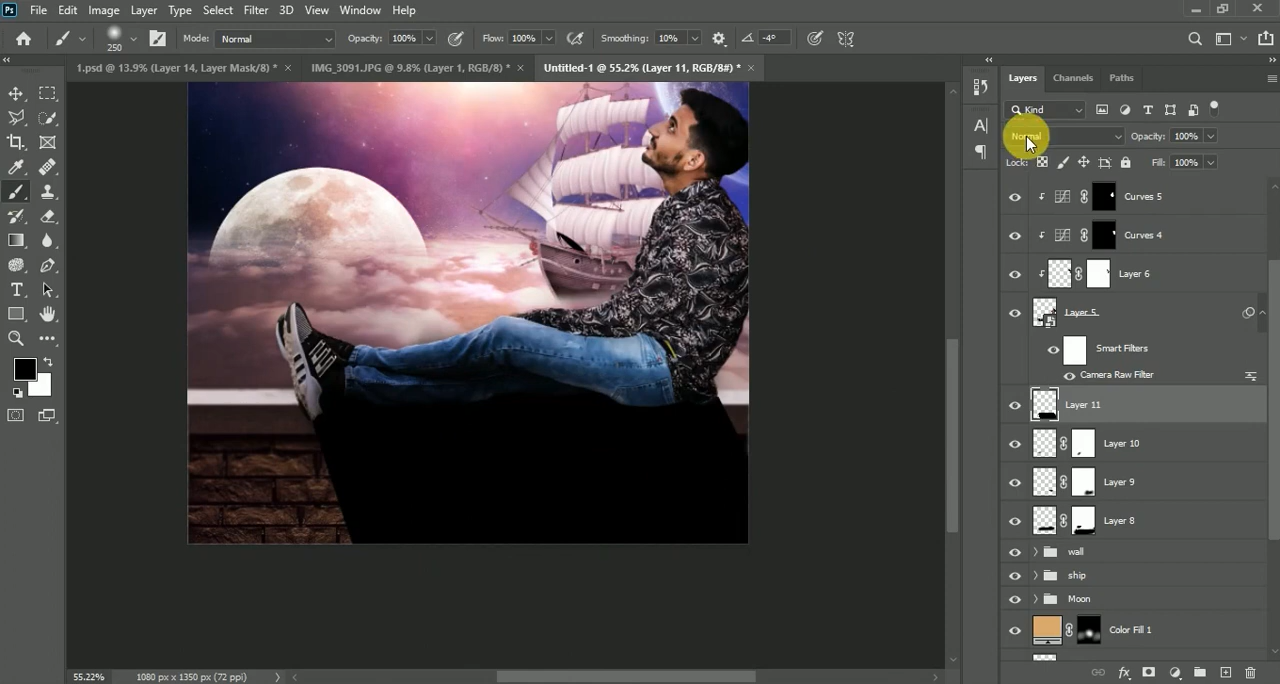 Ps File Edit Image Layer Type Select Filter 3D View Window Help
250 Mode: Normal Opacity: 100% Flow: 100% Smoothing: 10% -4°
1.psd @ 13.9% (Layer 14, Layer Mask/8) * × IMG_3091.JPG @ 9.8% (Layer 1, RGB/8) * × Untitled-1 @ 55.2% (Layer 11, RGB/8#) * ×
Layers Channels Paths
Kind
Normal Opacity: 100%
Lock: Fill: 100%
Curves 5
Curves 4
Layer 6
Layer 5
Smart Filters
Camera Raw Filter
Layer 11
Layer 10
Layer 9
Layer 8
wall
ship
Moon
Color Fill 1
55.22% 1080 px x 1350 px (72 ppi)